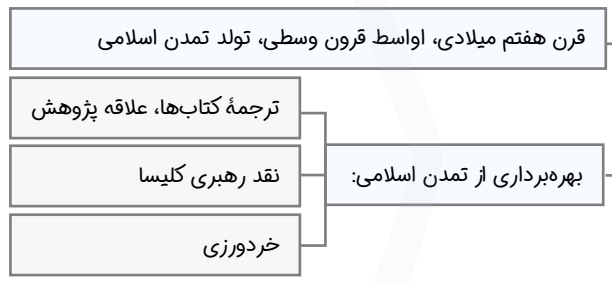 قرن هفتم میلادی، اواسط قرون وسطی، تولد تمدن اسلامی
بهره‌برداری از تمدن اسلامی:
ترجمهٔ کتاب‌ها، علاقه پژوهش
نقد رهبری کلیسا
خردورزی